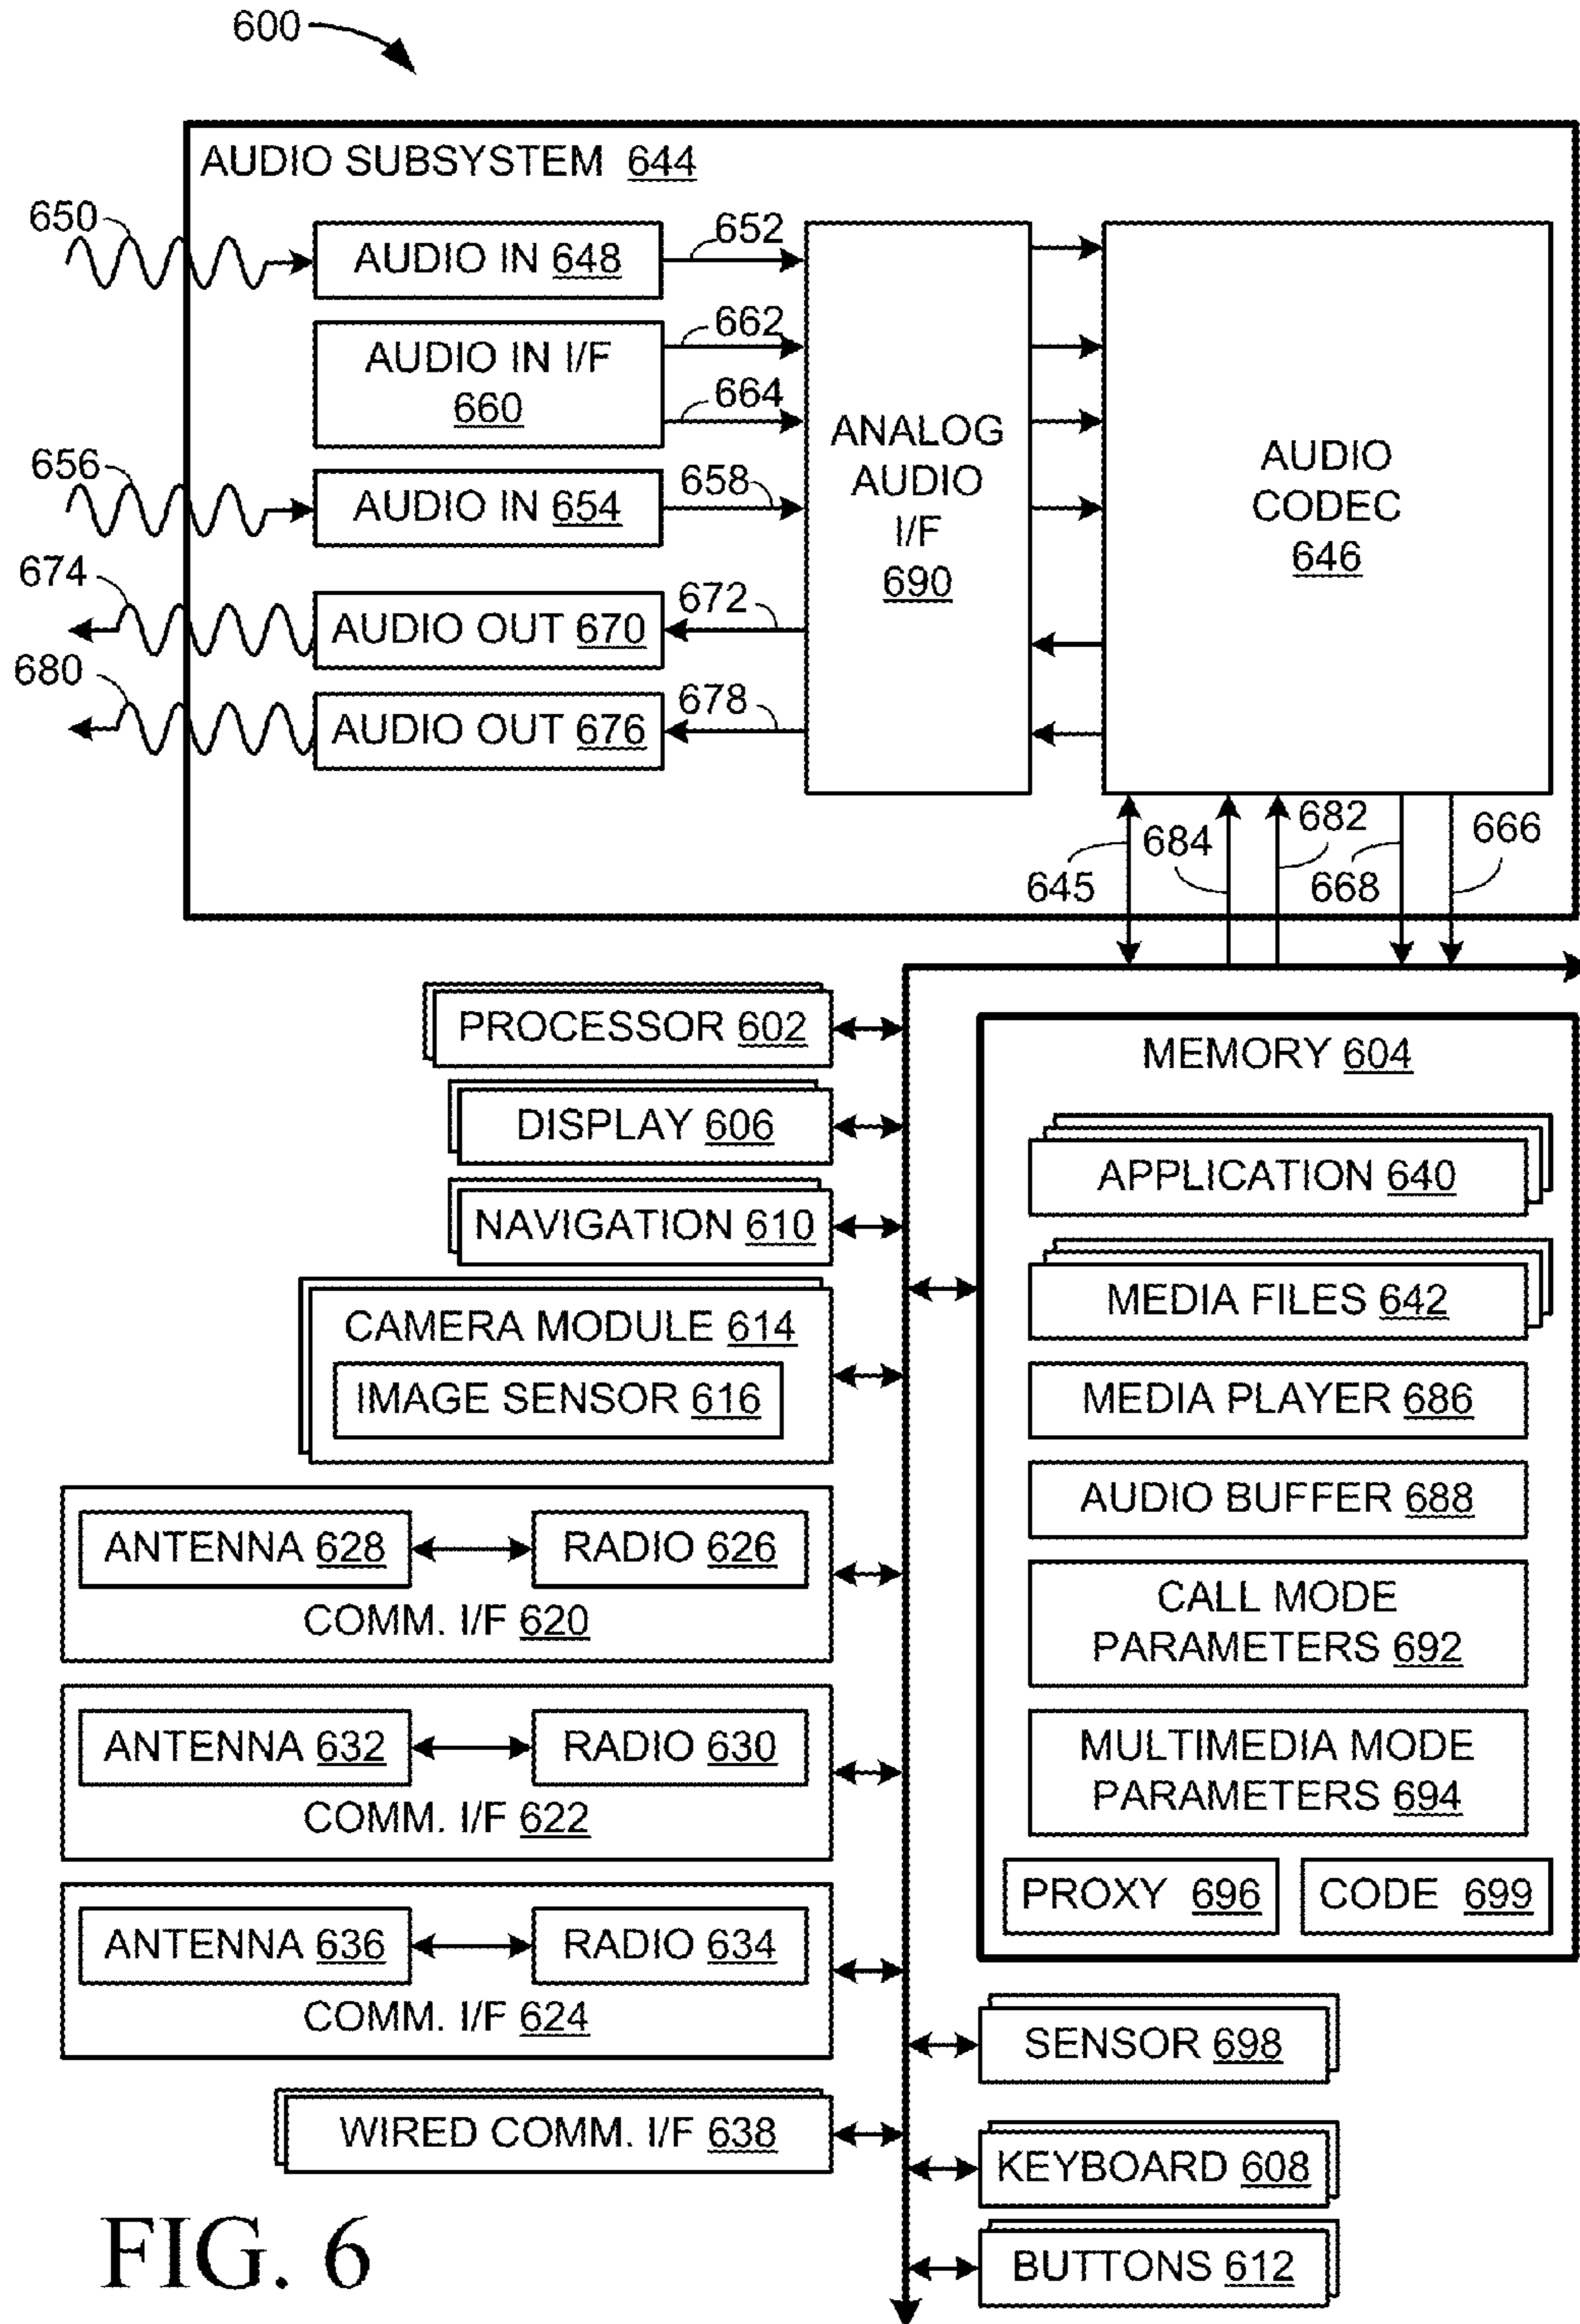 600
AUDIO SUBSYSTEM 644
650
AUDIO IN 648
652
AUDIO IN I/F
660
662
664
656
AUDIO IN 654
658
674
AUDIO OUT 670
672
680
AUDIO OUT 676
678
ANALOG
AUDIO
I/F
690
AUDIO
CODEC
646
645
684
682
668
666
PROCESSOR 602
DISPLAY 606
NAVIGATION 610
CAMERA MODULE 614
IMAGE SENSOR 616
ANTENNA 628
RADIO 626
COMM. I/F 620
ANTENNA 632
RADIO 630
COMM. I/F 622
ANTENNA 636
RADIO 634
COMM. I/F 624
WIRED COMM. I/F 638
MEMORY 604
APPLICATION 640
MEDIA FILES 642
MEDIA PLAYER 686
AUDIO BUFFER 688
CALL MODE
PARAMETERS 692
MULTIMEDIA MODE
PARAMETERS 694
PROXY 696
CODE 699
SENSOR 698
KEYBOARD 608
BUTTONS 612
FIG. 6